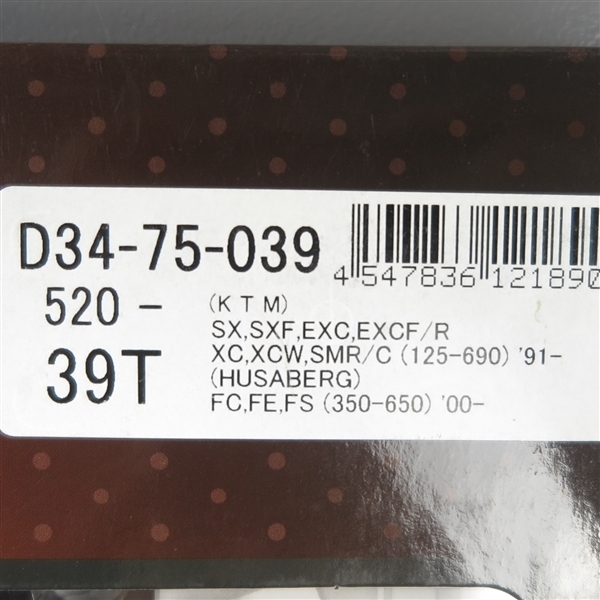 D34-75-039
4 547836 121890
520 -
39T
(K T M)
SX,SXF,EXC,EXCF/R
XC,XCW,SMR/C (125-690) '91-
(HUSABERG)
FC,FE,FS (350-650) '00-